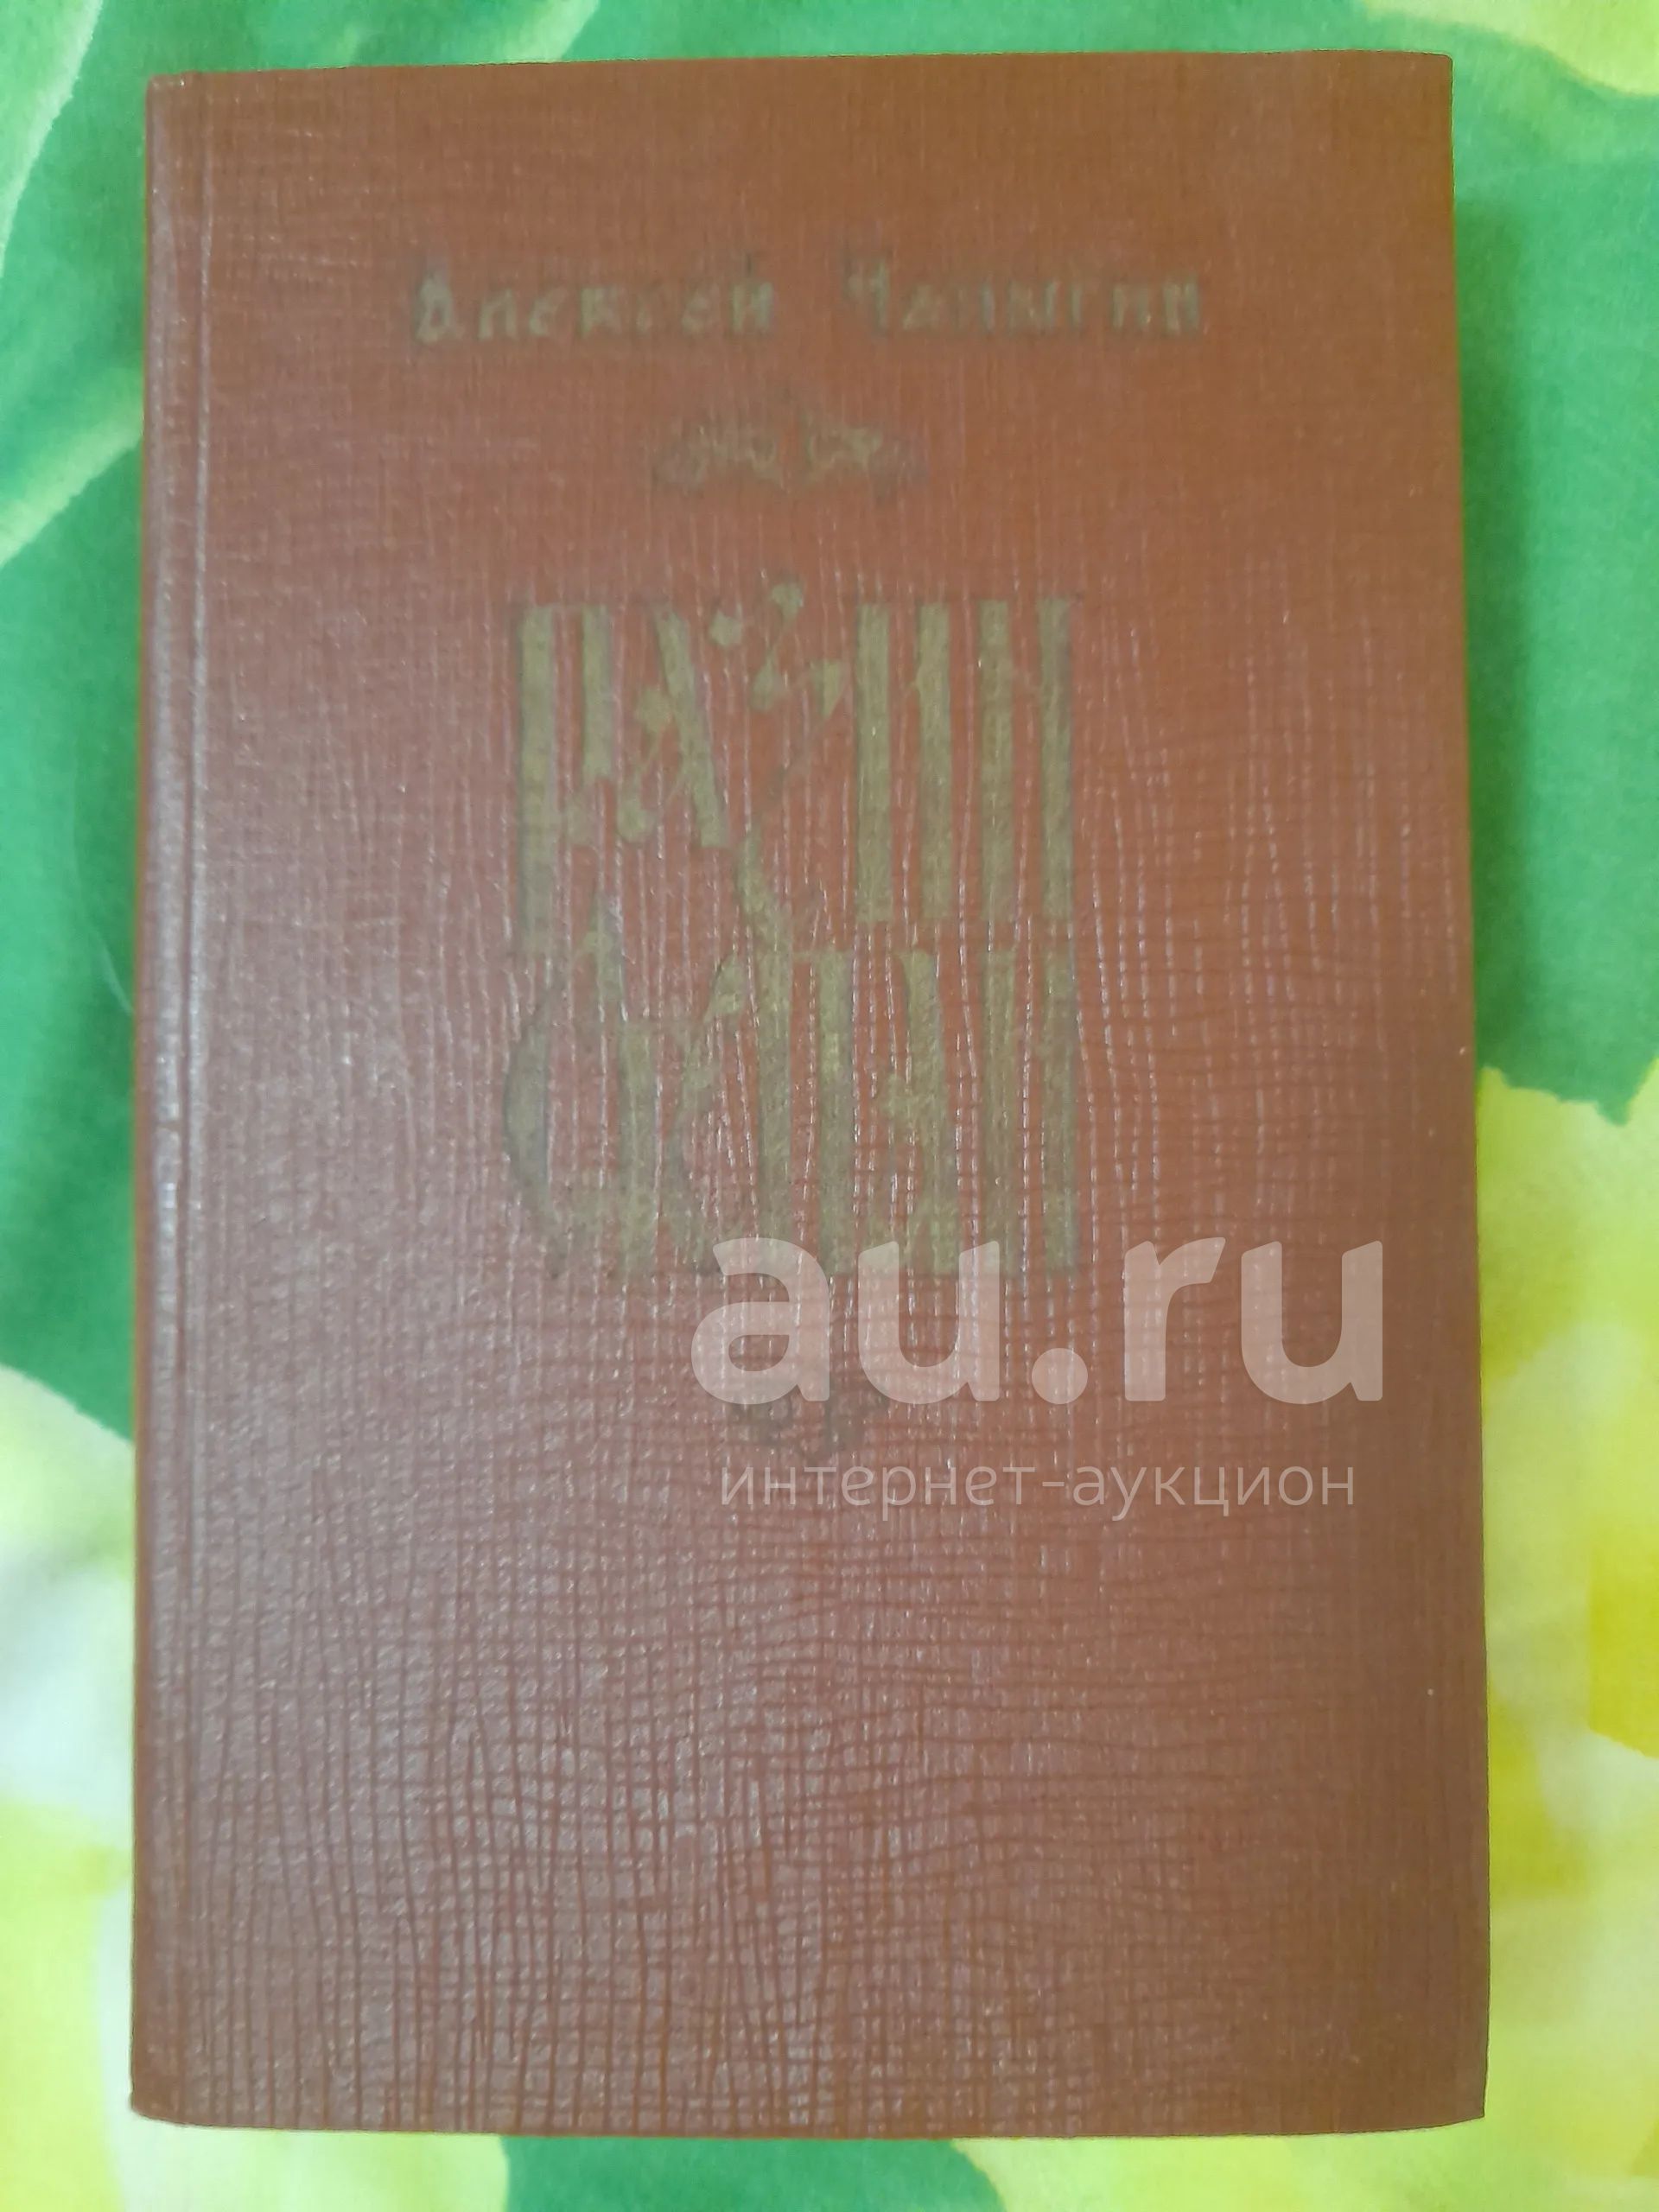 Алексей Чапыгин
РАЗИН
СТЕПАН
au.ru
интернет-аукцион